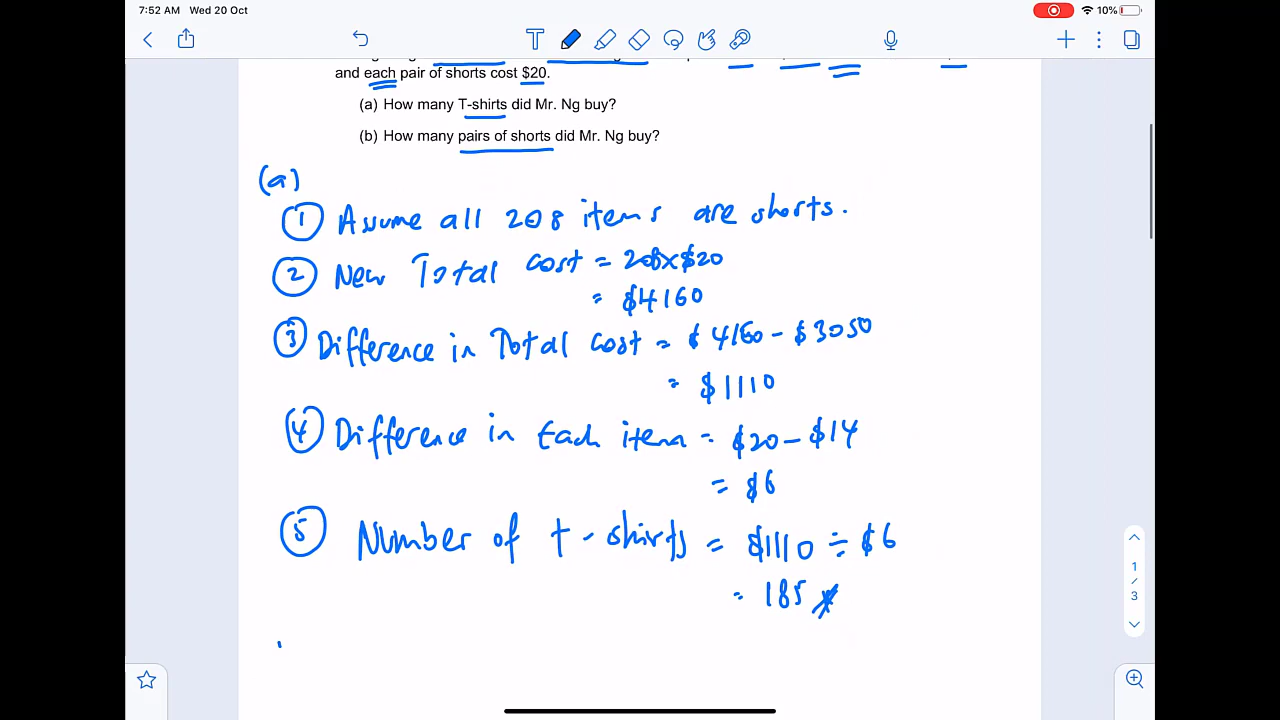 7:52 AM Wed 20 Oct
10%
and each pair of shorts cost $20.
(a) How many T-shirts did Mr. Ng buy?
(b) How many pairs of shorts did Mr. Ng buy?
(a)
1 Assume all 208 items are shorts.
2 New Total cost = 208x$20
= $4160
3 Difference in Total cost = $4160 - $3050
= $1110
4 Difference in Each item = $20 - $14
= $6
5 Number of t-shirts = $1110 ÷ $6
= 185
1
/
3